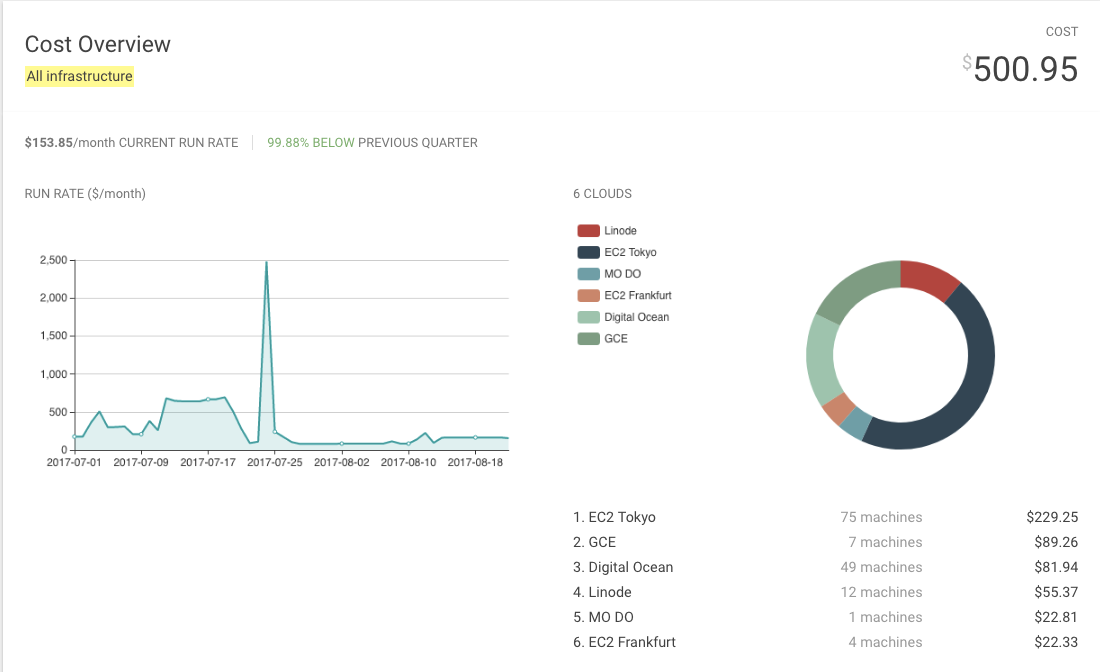 Cost Overview
All infrastructure
COST
$500.95
$153.85/month CURRENT RUN RATE
99.88% BELOW PREVIOUS QUARTER
RUN RATE ($/month)
2,500
2,000
1,500
1,000
500
0
2017-07-01 2017-07-09 2017-07-17 2017-07-25 2017-08-02 2017-08-10 2017-08-18
6 CLOUDS
Linode
EC2 Tokyo
MO DO
EC2 Frankfurt
Digital Ocean
GCE
1. EC2 Tokyo 75 machines $229.25
2. GCE 7 machines $89.26
3. Digital Ocean 49 machines $81.94
4. Linode 12 machines $55.37
5. MO DO 1 machines $22.81
6. EC2 Frankfurt 4 machines $22.33